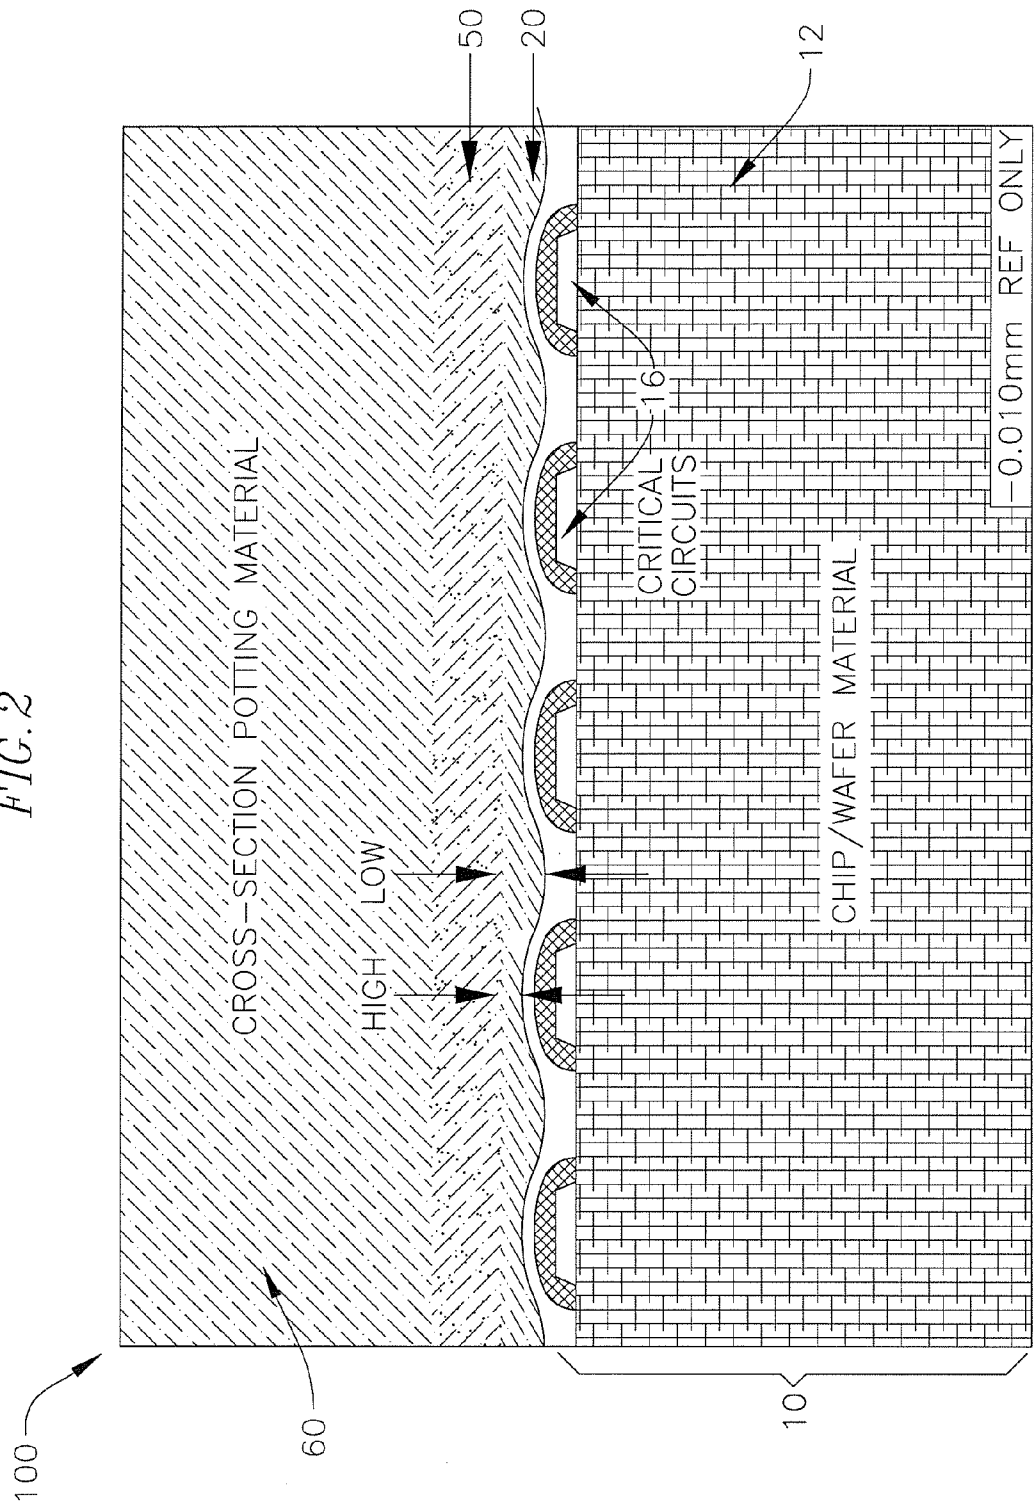 FIG. 2
100
60
CROSS-SECTION POTTING MATERIAL
HIGH
LOW
50
20
CRITICAL
CIRCUITS
16
12
CHIP/WAFER MATERIAL
10
-0.010mm REF ONLY